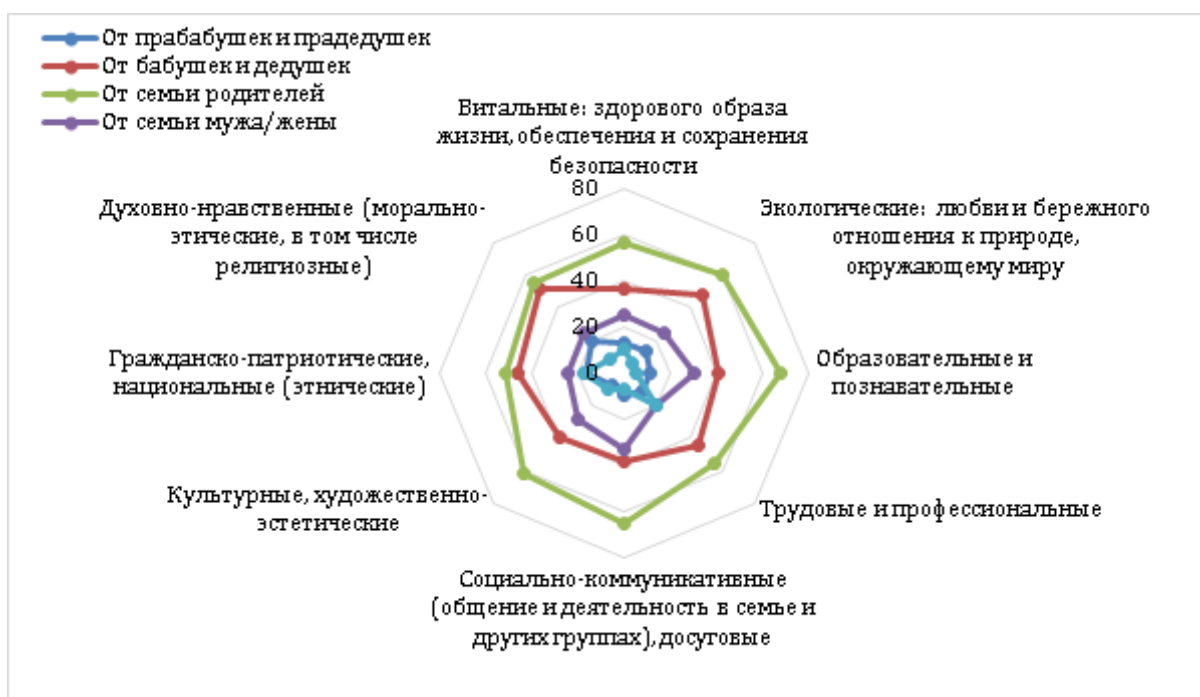 От прабабушек и прадедушек
От бабушек и дедушек
От семьи родителей
От семьи мужа/жены
Витальные: здорового образа
жизни, обеспечения и сохранения
безопасности
Экологические: любви и бережного
отношения к природе,
окружающему миру
Образовательные и
познавательные
Трудовые и профессиональные
Социально-коммуникативные
(общение и деятельность в семье и
других группах), досуговые
Культурные, художественно-
эстетические
Гражданско-патриотические,
национальные (этнические)
Духовно-нравственные (морально-
этические, в том числе
религиозные)
80
60
40
20
0